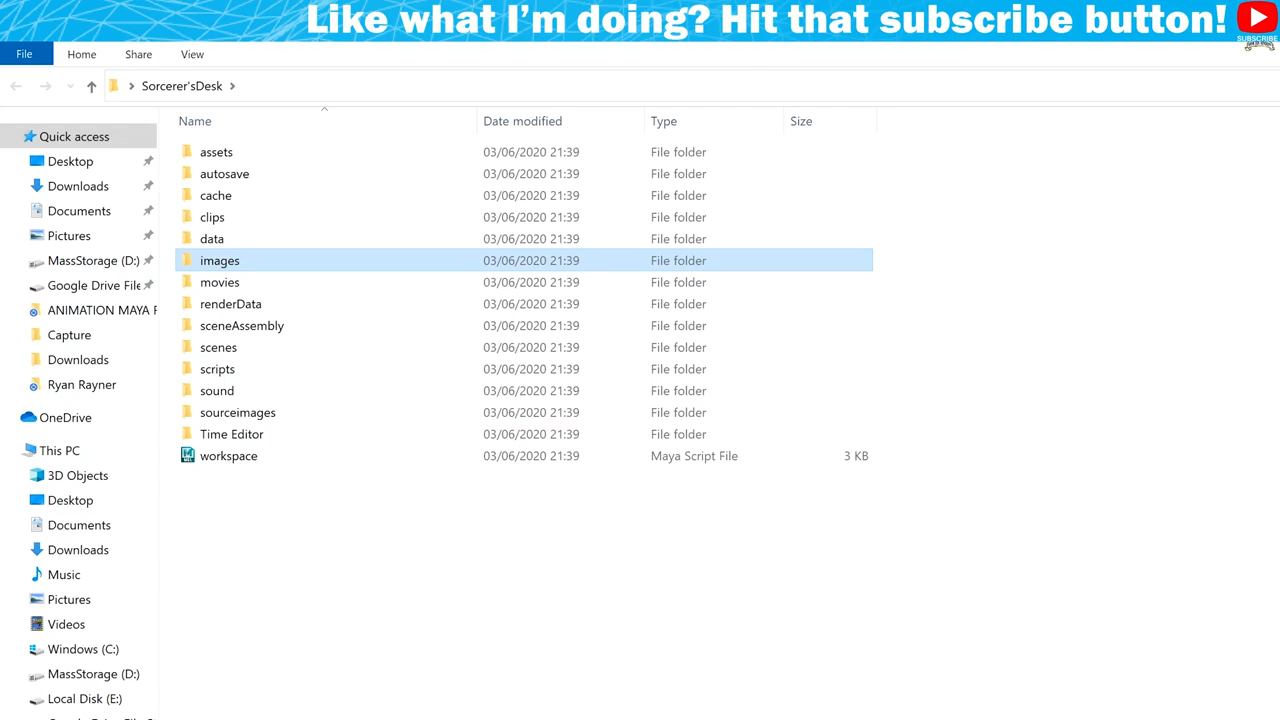 Like what I'm doing? Hit that subscribe button!
SUBSCRIBE
File Home Share View
Sorcerer'sDesk
Name Date modified Type Size
Quick access
Desktop
Downloads
Documents
Pictures
MassStorage (D:)
Google Drive File
ANIMATION MAYA F
Capture
Downloads
Ryan Rayner
OneDrive
This PC
3D Objects
Desktop
Documents
Downloads
Music
Pictures
Videos
Windows (C:)
MassStorage (D:)
Local Disk (E:)
assets 03/06/2020 21:39 File folder
autosave 03/06/2020 21:39 File folder
cache 03/06/2020 21:39 File folder
clips 03/06/2020 21:39 File folder
data 03/06/2020 21:39 File folder
images 03/06/2020 21:39 File folder
movies 03/06/2020 21:39 File folder
renderData 03/06/2020 21:39 File folder
sceneAssembly 03/06/2020 21:39 File folder
scenes 03/06/2020 21:39 File folder
scripts 03/06/2020 21:39 File folder
sound 03/06/2020 21:39 File folder
sourceimages 03/06/2020 21:39 File folder
Time Editor 03/06/2020 21:39 File folder
workspace 03/06/2020 21:39 Maya Script File 3 KB